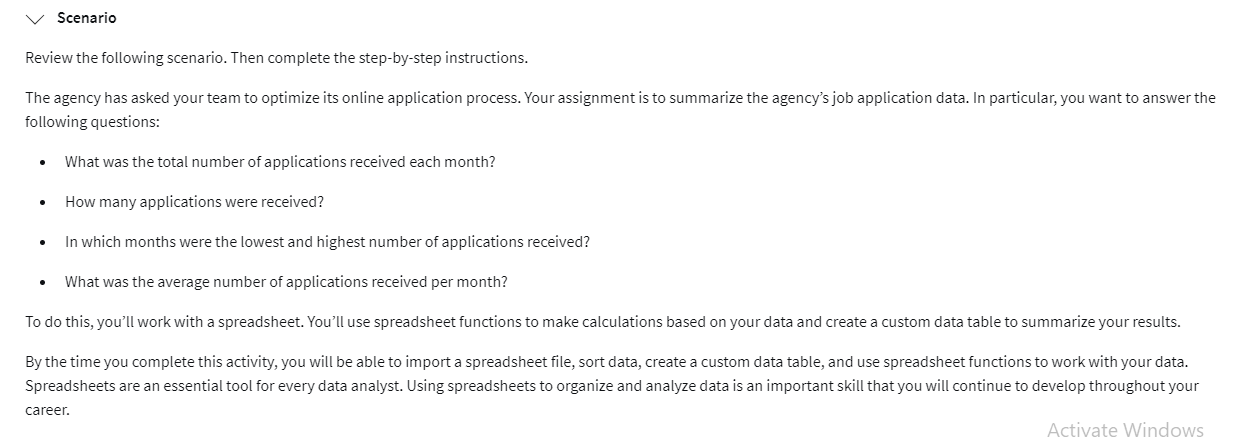 Scenario
Review the following scenario. Then complete the step-by-step instructions.
The agency has asked your team to optimize its online application process. Your assignment is to summarize the agency’s job application data. In particular, you want to answer the
following questions:
• What was the total number of applications received each month?
• How many applications were received?
• In which months were the lowest and highest number of applications received?
• What was the average number of applications received per month?
To do this, you’ll work with a spreadsheet. You’ll use spreadsheet functions to make calculations based on your data and create a custom data table to summarize your results.
By the time you complete this activity, you will be able to import a spreadsheet file, sort data, create a custom data table, and use spreadsheet functions to work with your data.
Spreadsheets are an essential tool for every data analyst. Using spreadsheets to organize and analyze data is an important skill that you will continue to develop throughout your
career.
Activate Windows